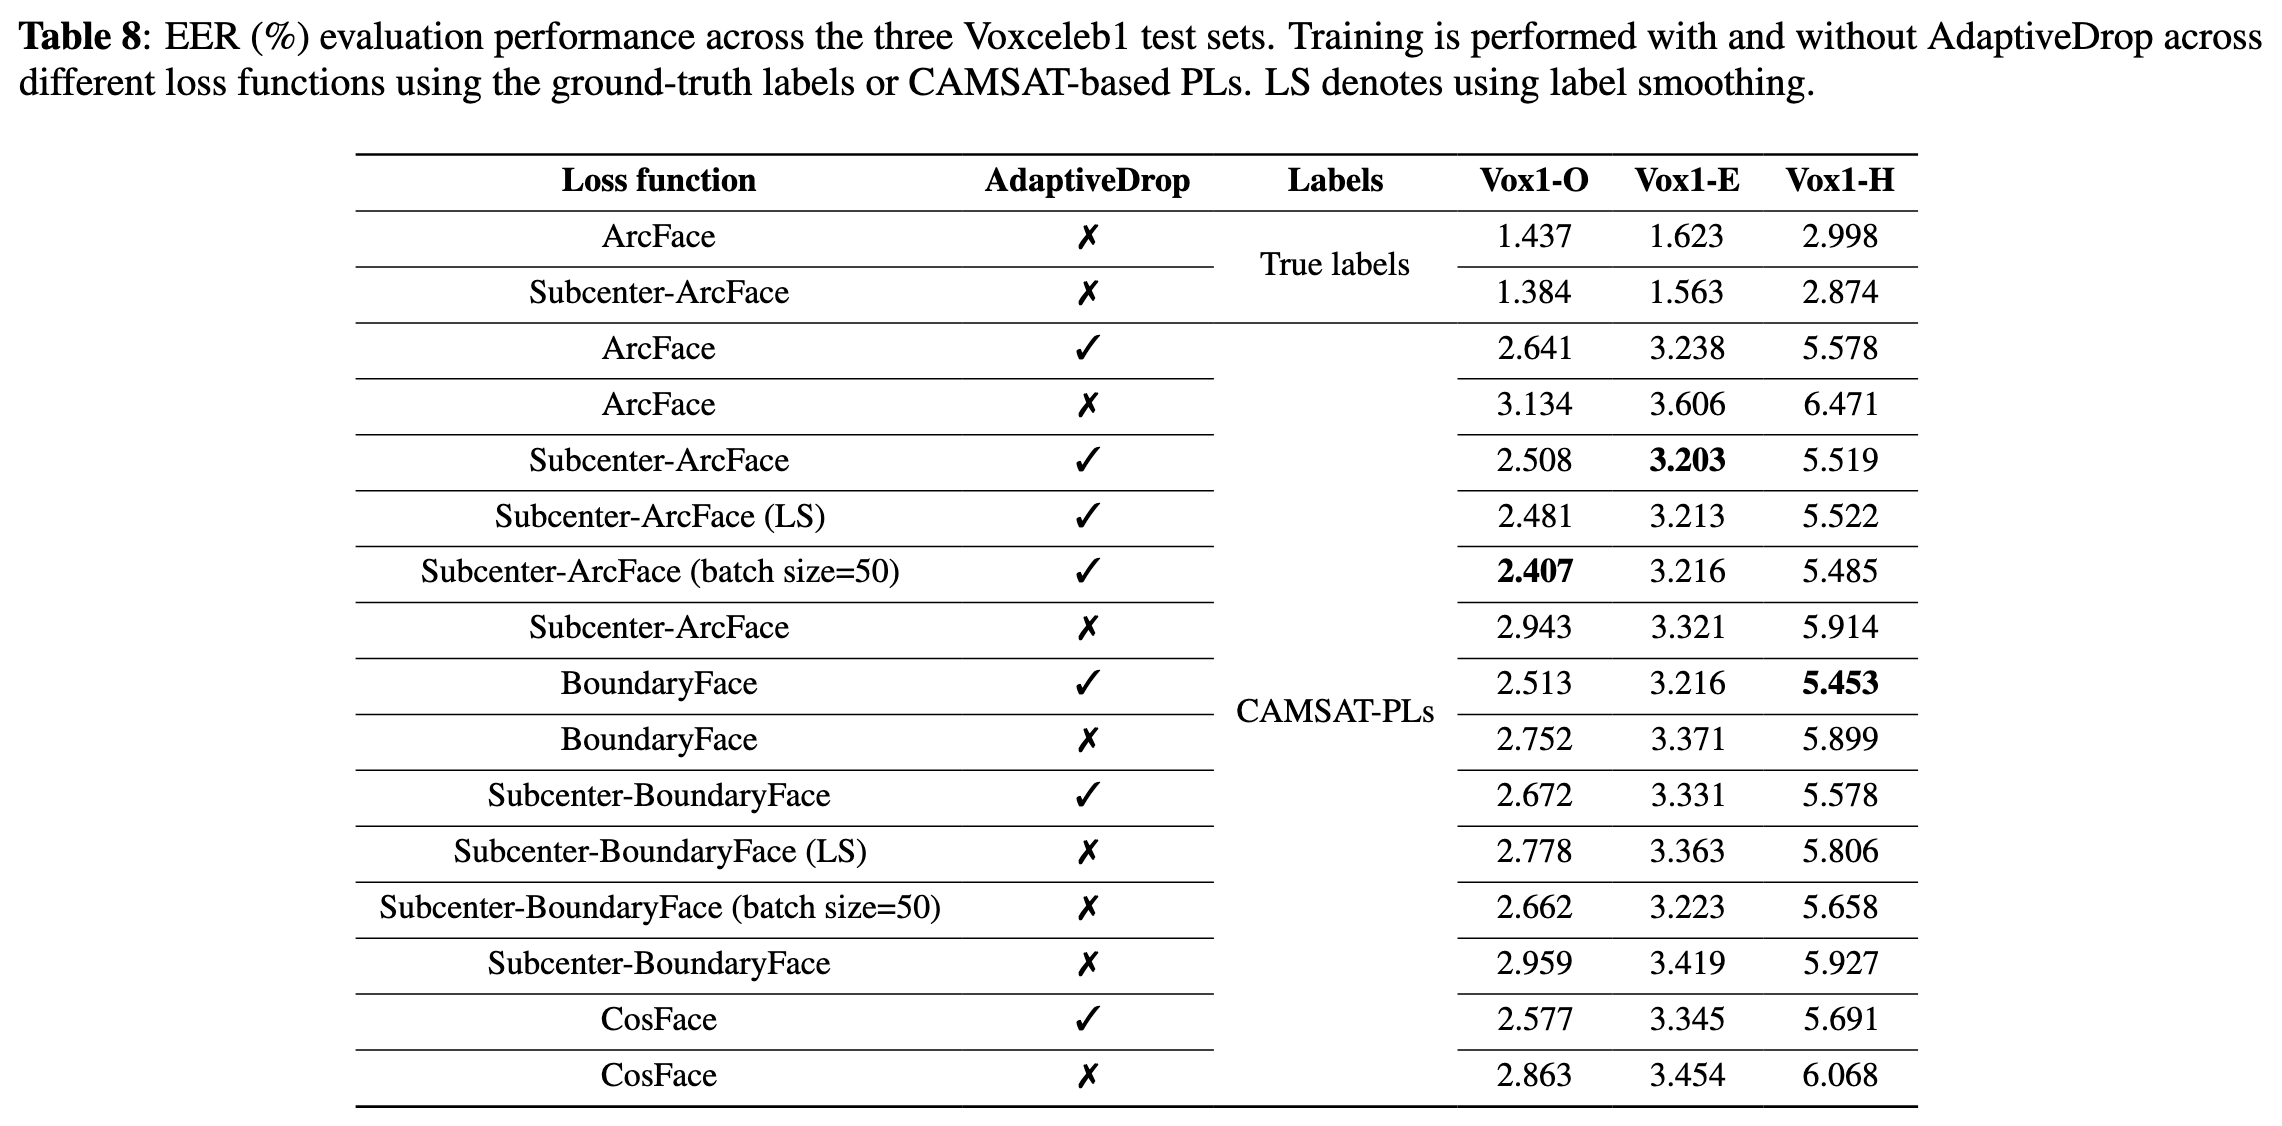 Table 8: EER (%) evaluation performance across the three Voxceleb1 test sets. Training is performed with and without AdaptiveDrop across
different loss functions using the ground-truth labels or CAMSAT-based PLs. LS denotes using label smoothing.
Loss function AdaptiveDrop Labels Vox1-O Vox1-E Vox1-H
ArcFace ✗ 1.437 1.623 2.998
True labels
Subcenter-ArcFace ✗ 1.384 1.563 2.874
ArcFace ✓ 2.641 3.238 5.578
ArcFace ✗ 3.134 3.606 6.471
Subcenter-ArcFace ✓ 2.508 3.203 5.519
Subcenter-ArcFace (LS) ✓ 2.481 3.213 5.522
Subcenter-ArcFace (batch size=50) ✓ 2.407 3.216 5.485
Subcenter-ArcFace ✗ 2.943 3.321 5.914
BoundaryFace ✓ 2.513 3.216 5.453
CAMSAT-PLs
BoundaryFace ✗ 2.752 3.371 5.899
Subcenter-BoundaryFace ✓ 2.672 3.331 5.578
Subcenter-BoundaryFace (LS) ✗ 2.778 3.363 5.806
Subcenter-BoundaryFace (batch size=50) ✗ 2.662 3.223 5.658
Subcenter-BoundaryFace ✗ 2.959 3.419 5.927
CosFace ✓ 2.577 3.345 5.691
CosFace ✗ 2.863 3.454 6.068